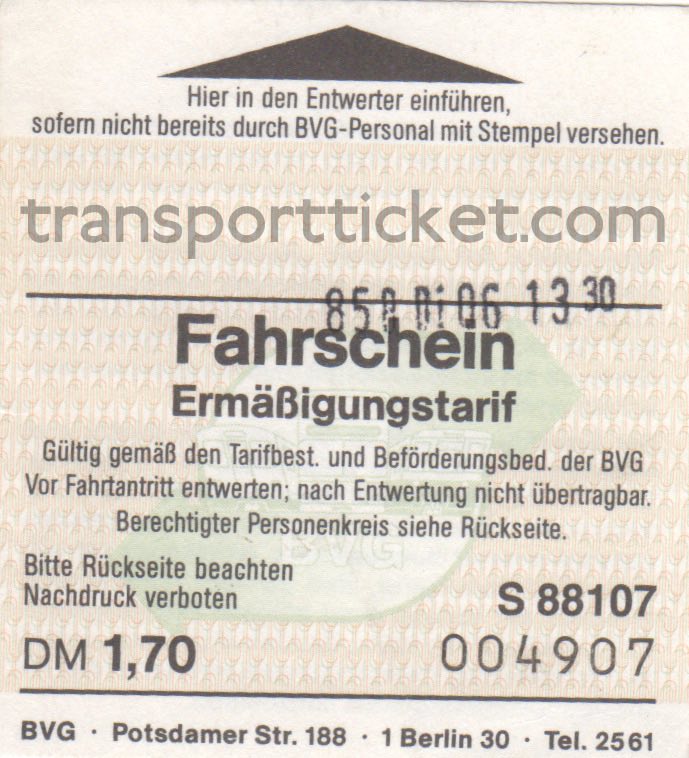 Hier in den Entwerter einführen,
sofern nicht bereits durch BVG-Personal mit Stempel versehen.
transportticket.com
13 30
Fahrschein
Ermäßigungstarif
Gültig gemäß den Tarifbest. und Beförderungsbed. der BVG
Vor Fahrtantritt entwerten; nach Entwertung nicht übertragbar.
Berechtigter Personenkreis siehe Rückseite.
BVG
Bitte Rückseite beachten
Nachdruck verboten
S 88107
DM 1,70
004907
BVG · Potsdamer Str. 188 · 1 Berlin 30 · Tel. 2561